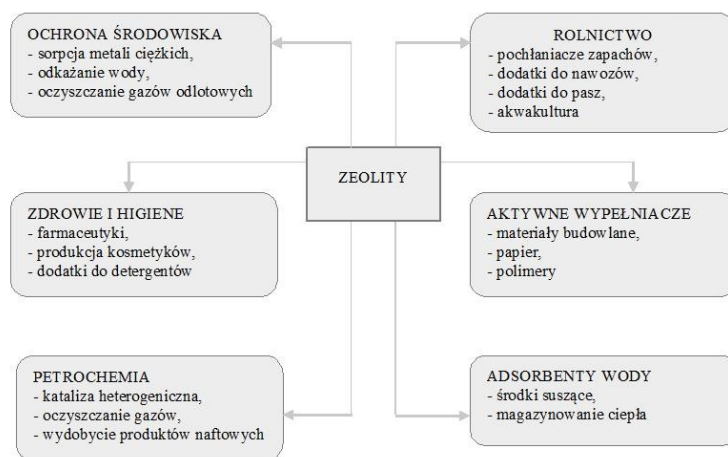 OCHRONA ŚRODOWISKA
- sorpcja metali ciężkich,
- odkażanie wody,
- oczyszczanie gazów odlotowych
ROLNICTWO
- pochłaniacze zapachów,
- dodatki do nawozów,
- dodatki do pasz,
- akwakultura
ZEOLITY
ZDROWIE I HIGIENE
- farmaceutyki,
- produkcja kosmetyków,
- dodatki do detergentów
AKTYWNE WYPEŁNIACZE
- materiały budowlane,
- papier,
- polimery
PETROCHEMIA
- kataliza heterogeniczna,
- oczyszczanie gazów,
- wydobycie produktów naftowych
ADSORBENTY WODY
- środki suszące,
- magazynowanie ciepła